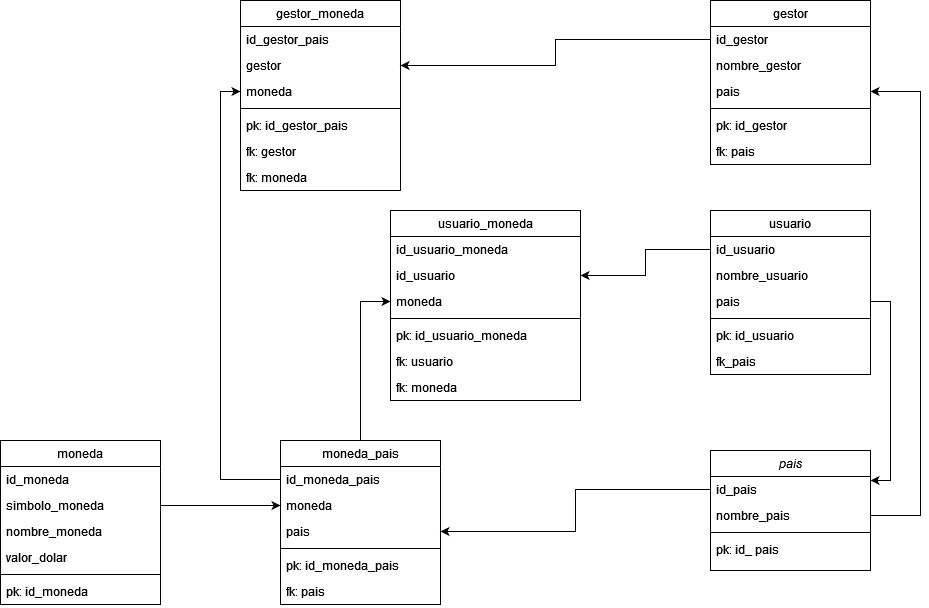 gestor_moneda
id_gestor_pais
gestor
moneda
pk: id_gestor_pais
fk: gestor
fk: moneda
gestor
id_gestor
nombre_gestor
pais
pk: id_gestor
fk: pais
usuario_moneda
id_usuario_moneda
id_usuario
moneda
pk: id_usuario_moneda
fk: usuario
fk: moneda
usuario
id_usuario
nombre_usuario
pais
pk: id_usuario
fk_pais
moneda
id_moneda
simbolo_moneda
nombre_moneda
valor_dolar
pk: id_moneda
moneda_pais
id_moneda_pais
moneda
pais
pk: id_moneda_pais
fk: pais
pais
id_pais
nombre_pais
pk: id_ pais